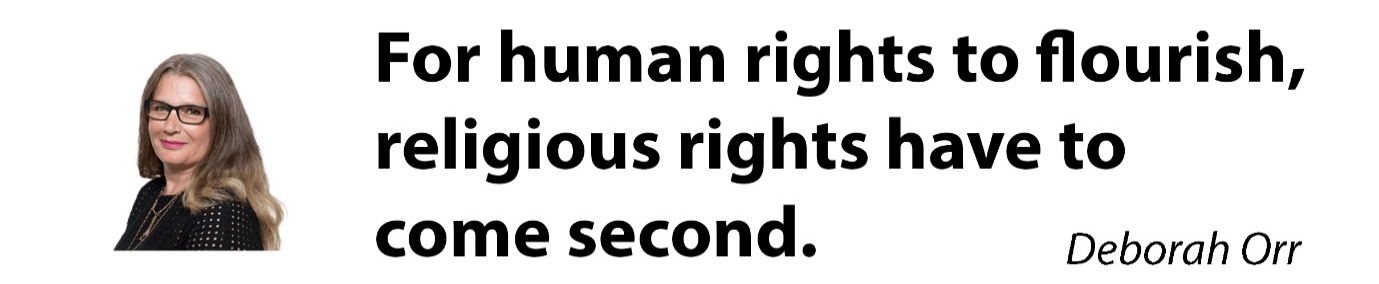 For human rights to flourish,
religious rights have to
come second.
Deborah Orr